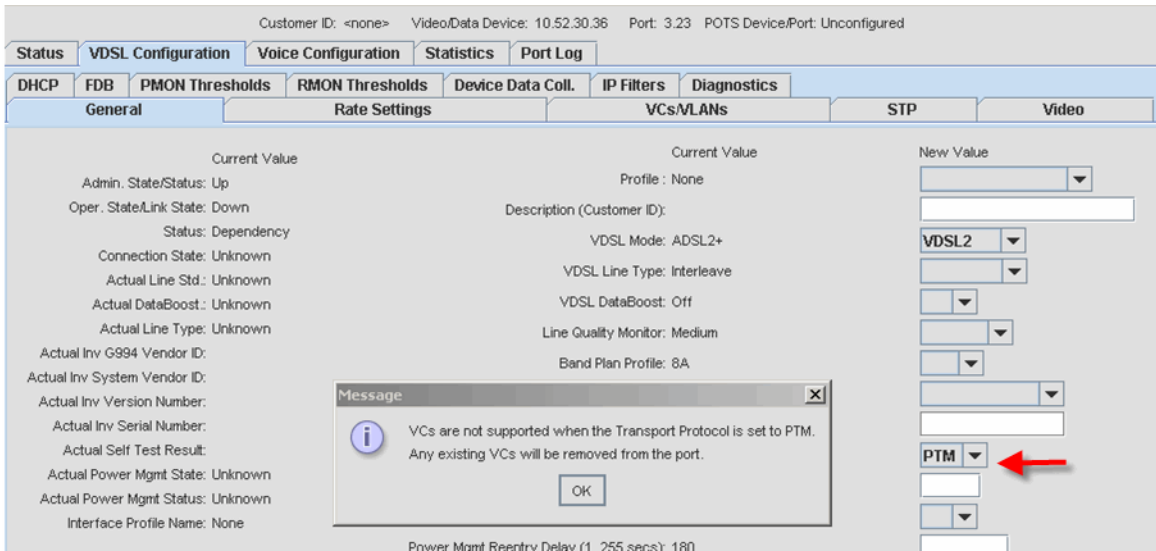 Customer ID: <none> Video/Data Device: 10.52.30.36 Port: 3.23 POTS Device/Port: Unconfigured
Status VDSL Configuration Voice Configuration Statistics Port Log
DHCP FDB PMON Thresholds RMON Thresholds Device Data Coll. IP Filters Diagnostics
General Rate Settings VCs/VLANs STP Video
Current Value
Admin. State/Status: Up
Oper. State/Link State: Down
Status: Dependency
Connection State: Unknown
Actual Line Std.: Unknown
Actual DataBoost.: Unknown
Actual Line Type: Unknown
Actual Inv G994 Vendor ID:
Actual Inv System Vendor ID:
Actual Inv Version Number:
Actual Inv Serial Number:
Actual Self Test Result:
Actual Power Mgmt State: Unknown
Actual Power Mgmt Status: Unknown
Interface Profile Name: None
Current Value New Value
Profile : None
Description (Customer ID):
VDSL Mode: ADSL2+ VDSL2
VDSL Line Type: Interleave
VDSL DataBoost: Off
Line Quality Monitor: Medium
Band Plan Profile: 8A
PTM
Power Mgmt Reentry Delay (1..255 secs): 180
Message
VCs are not supported when the Transport Protocol is set to PTM.
Any existing VCs will be removed from the port.
OK